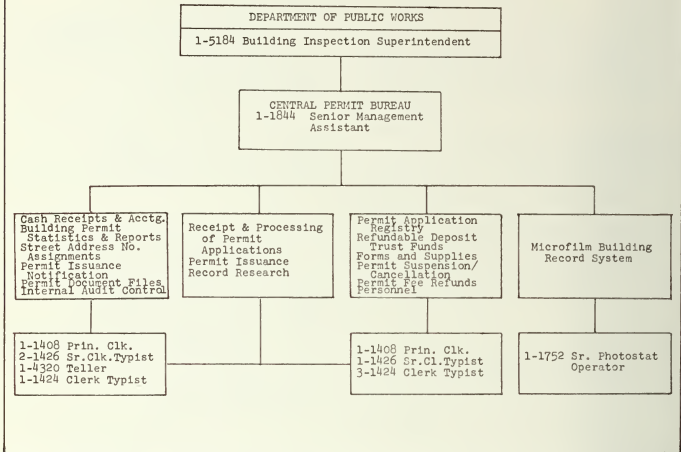 DEPARTMENT OF PUBLIC WORKS
1-5184 Building Inspection Superintendent
CENTRAL PERMIT BUREAU
1-1844 Senior Management
Assistant
Cash Receipts & Acctg.
Building Permit
Statistics & Reports
Street Address No.
Assignments
Permit Issuance
Notification
Permit Document Files
Internal Audit Control
Receipt & Processing
of Permit
Applications
Permit Issuance
Record Research
Permit Application
Registry
Refundable Deposit
Trust Funds
Forms and Supplies
Permit Suspension/
Cancellation
Permit Fee Refunds
Personnel
Microfilm Building
Record System
1-1408 Prin. Clk.
2-1426 Sr.Clk.Typist
1-4320 Teller
1-1424 Clerk Typist
1-1408 Prin. Clk.
1-1426 Sr.Cl.Typist
3-1424 Clerk Typist
1-1752 Sr. Photostat
Operator